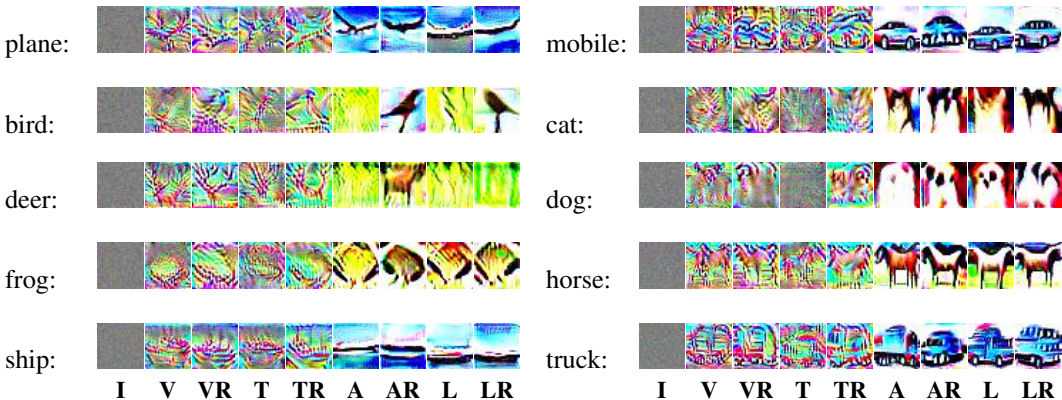 plane:
bird:
deer:
frog:
ship:
I V VR T TR A AR L LR
mobile:
cat:
dog:
horse:
truck:
I V VR T TR A AR L LR